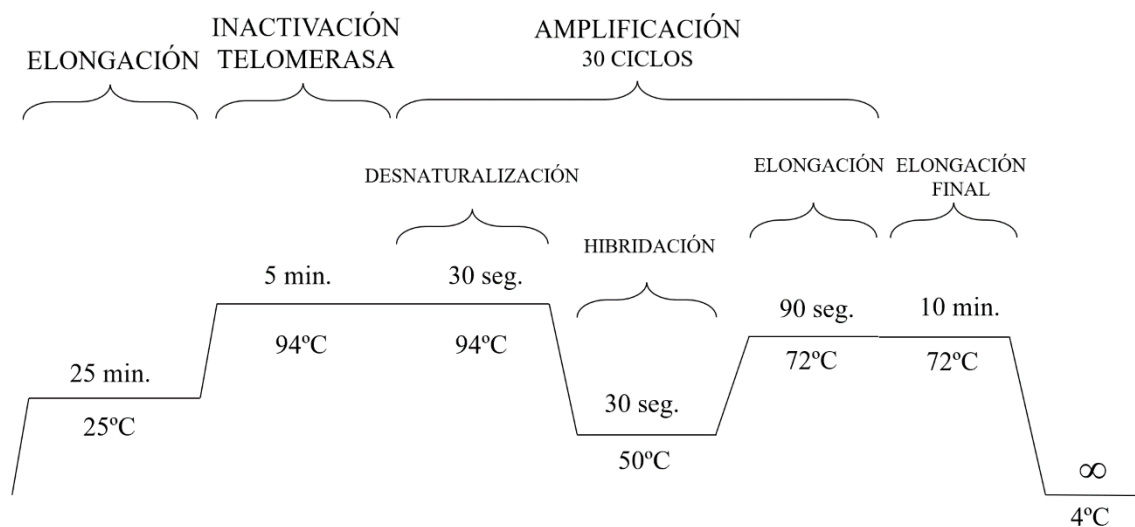 ELONGACIÓN
INACTIVACIÓN
TELOMERASA
AMPLIFICACIÓN
30 CICLOS
DESNATURALIZACIÓN
HIBRIDACIÓN
ELONGACIÓN
ELONGACIÓN
FINAL
25 min.
25ºC
5 min.
94ºC
30 seg.
94ºC
30 seg.
50ºC
90 seg.
72ºC
10 min.
72ºC
∞
4ºC